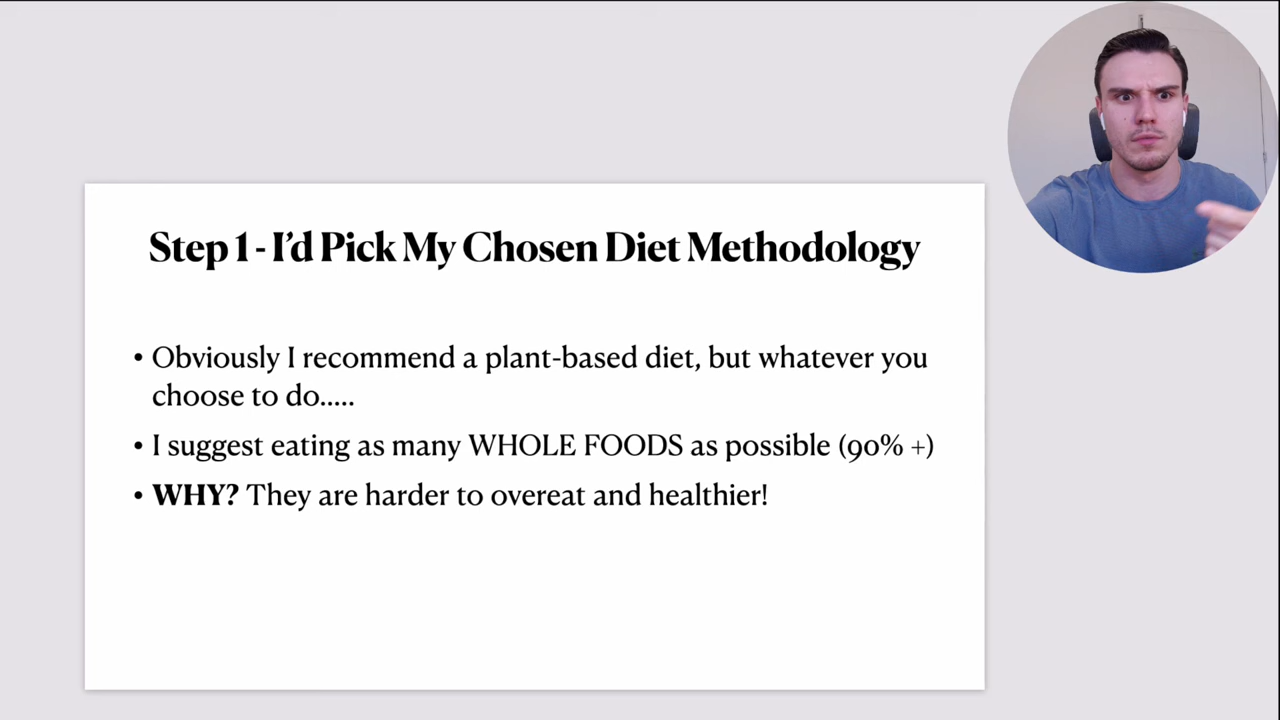 Step 1 - I’d Pick My Chosen Diet Methodology
• Obviously I recommend a plant-based diet, but whatever you
choose to do.....
• I suggest eating as many WHOLE FOODS as possible (90% +)
• WHY? They are harder to overeat and healthier!